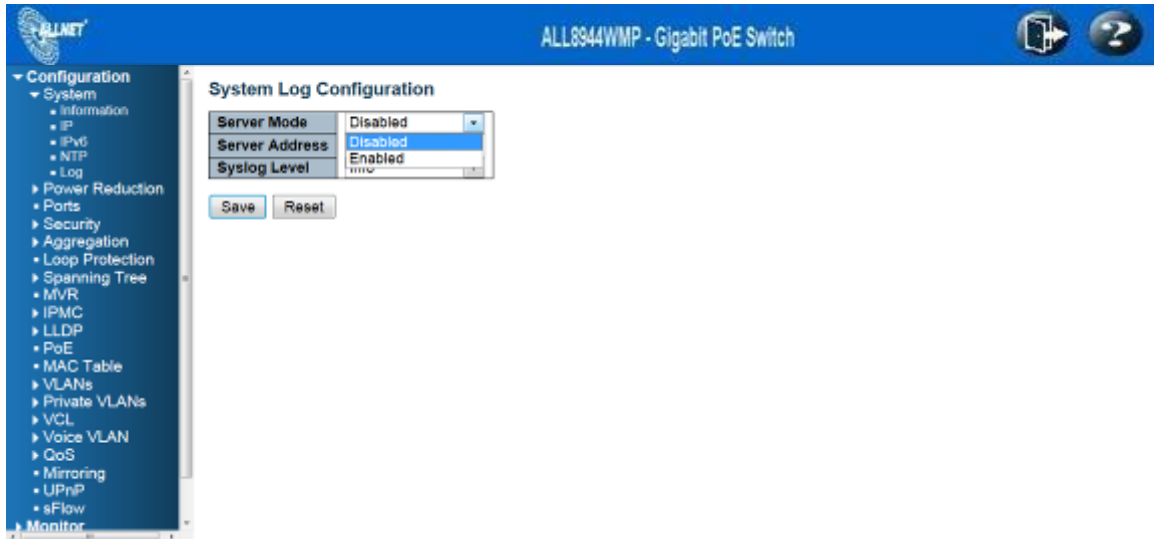 ALLNET
ALL8944WMP - Gigabit PoE Switch
Configuration
System
Information
IP
IPv6
NTP
Log
Power Reduction
Ports
Security
Aggregation
Loop Protection
Spanning Tree
MVR
IPMC
LLDP
PoE
MAC Table
VLANs
Private VLANs
VCL
Voice VLAN
QoS
Mirroring
UPnP
sFlow
Monitor
System Log Configuration
Server Mode Disabled
Server Address Disabled
Enabled
Syslog Level Info
Save Reset